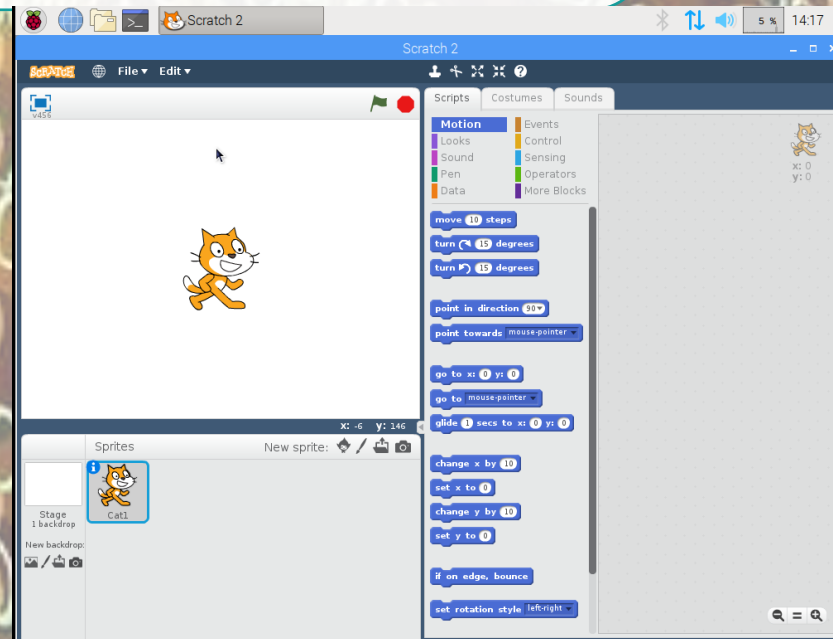 Scratch 2
5 %
14:17
Scratch 2
SCRATCH
File
Edit
v456
Scripts
Costumes
Sounds
Motion
Events
Looks
Control
Sound
Sensing
Pen
Operators
Data
More Blocks
x: 0
y: 0
move 10 steps
turn 15 degrees
turn 15 degrees
point in direction 90
point towards mouse-pointer
go to x: 0 y: 0
go to mouse-pointer
glide 1 secs to x: 0 y: 0
change x by 10
set x to 0
change y by 10
set y to 0
if on edge, bounce
set rotation style left-right
X: -6 Y: 146
Sprites
New sprite:
Stage
1 backdrop
New backdrop:
Cat1